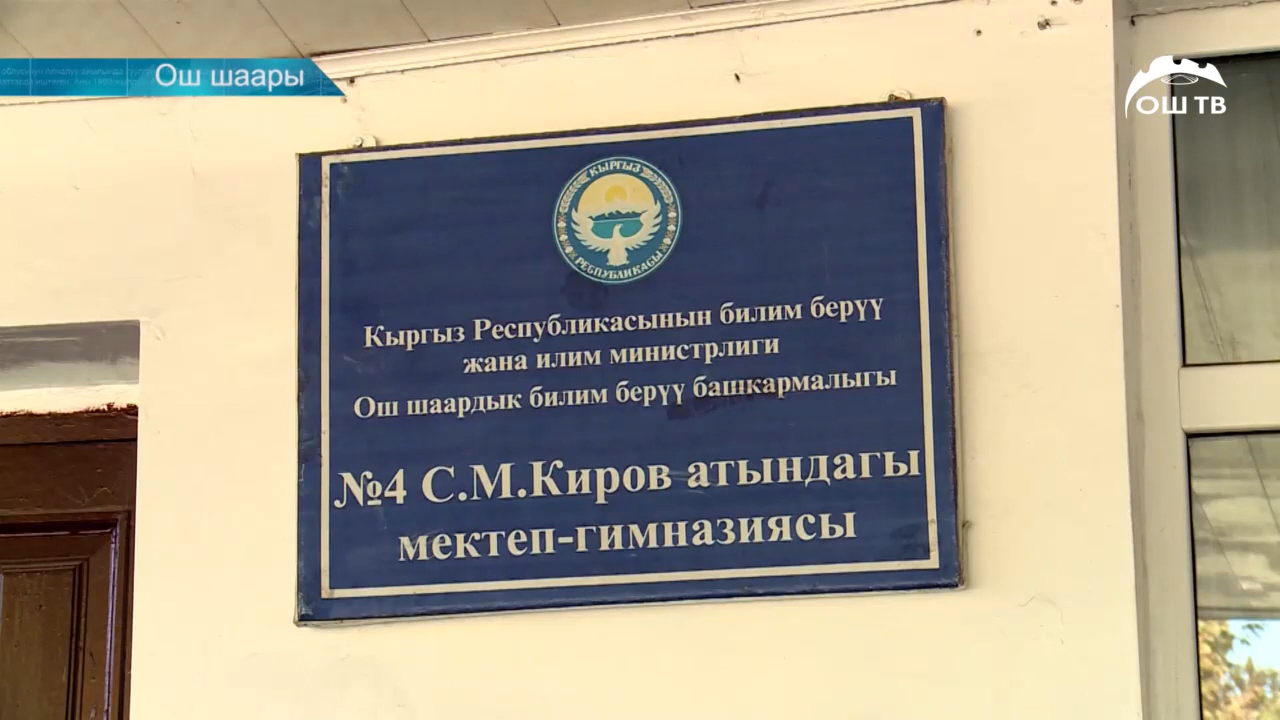 Ош шаары
ОШ ТВ
КЫРГЫЗ
РЕСПУБЛИКАСЫ
Кыргыз Республикасынын билим берүү
жана илим министрлиги
Ош шаардык билим берүү башкармалыгы
№4 С.М.Киров атындагы
мектеп-гимназиясы